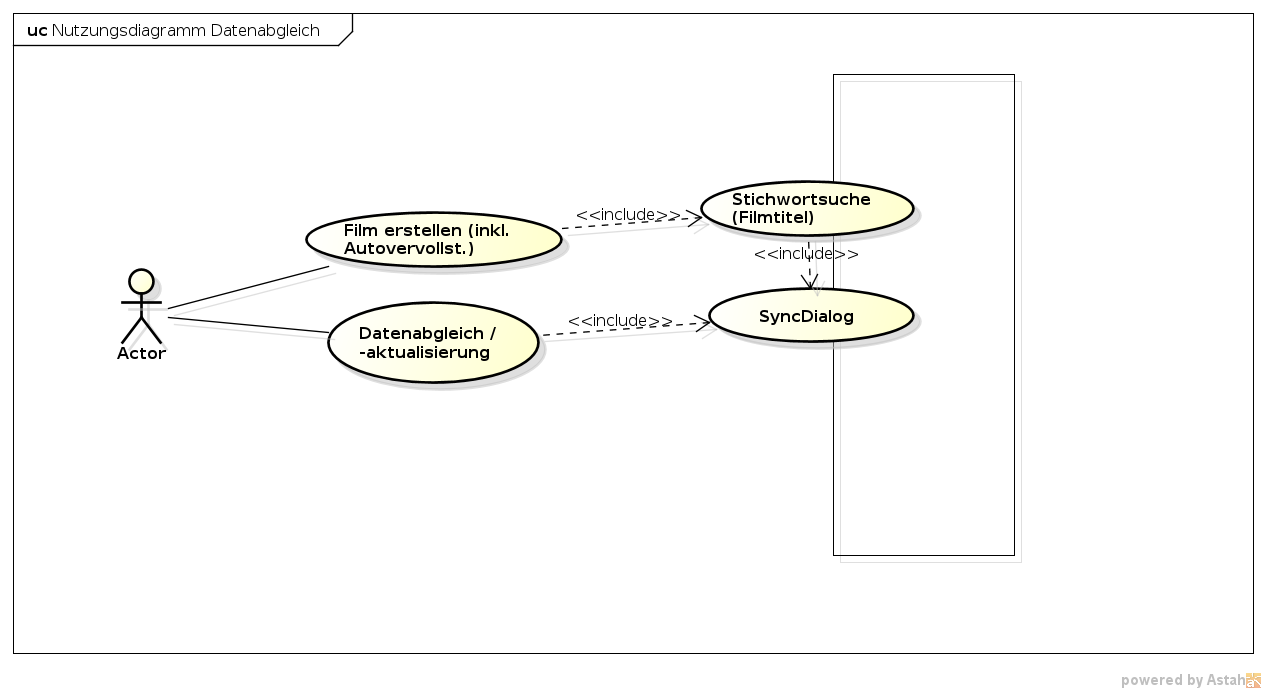 uc Nutzungsdiagramm Datenabgleich
Stichwortsuche
(Filmtitel)
<<include>>
Film erstellen (inkl.
Autovervollst.)
<<include>>
SyncDialog
<<include>>
Datenabgleich /
-aktualisierung
Actor
powered by Astah